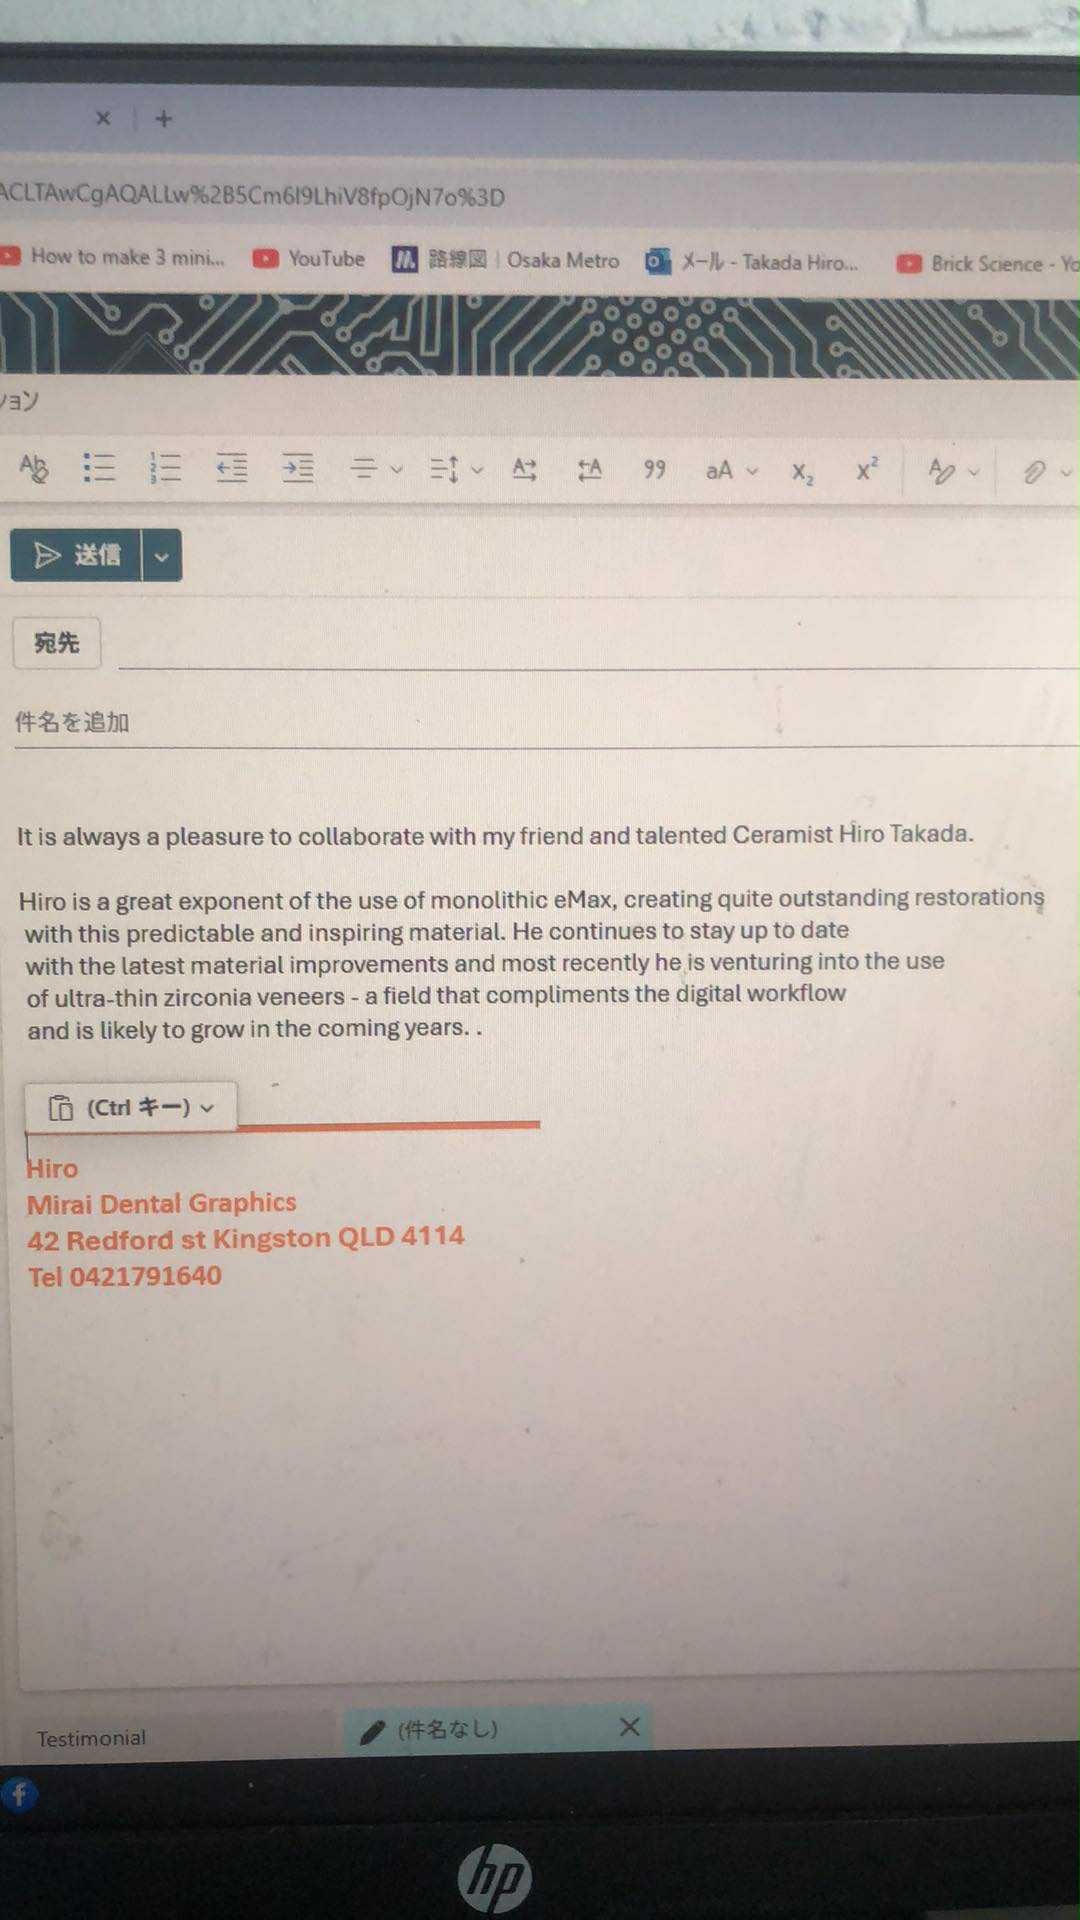 ACLTAwCgAQALLw%2B5Cm6I9LhiV8fpOjN7o%3D
How to make 3 mini... YouTube 路線図 | Osaka Metro メール - Takada Hiro... Brick Science - Yo
ション
99 aA X₂ X²
送信
宛先
件名を追加
It is always a pleasure to collaborate with my friend and talented Ceramist Hiro Takada.
Hiro is a great exponent of the use of monolithic eMax, creating quite outstanding restorations
with this predictable and inspiring material. He continues to stay up to date
with the latest material improvements and most recently he is venturing into the use
of ultra-thin zirconia veneers - a field that compliments the digital workflow
and is likely to grow in the coming years. .
(Ctrl キー)
Hiro
Mirai Dental Graphics
42 Redford st Kingston QLD 4114
Tel 0421791640
Testimonial (件名なし)
hp